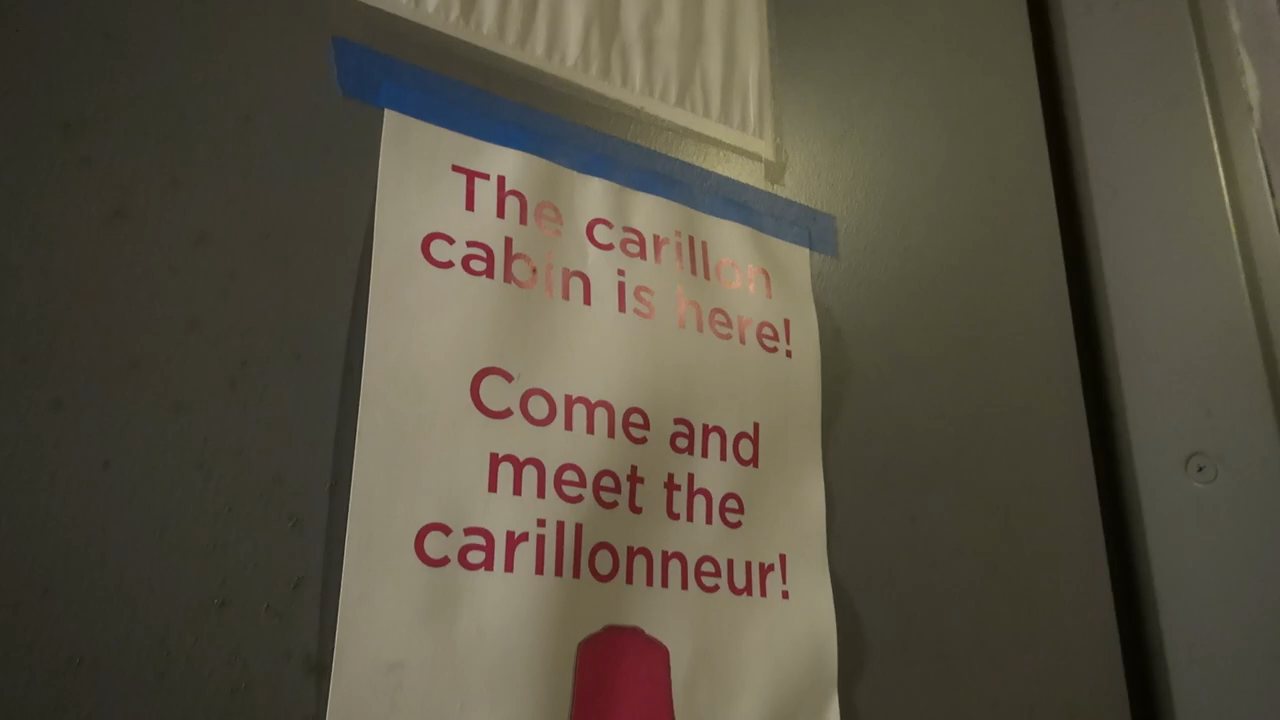 The carillon
cabin is here!
Come and
meet the
carillonneur!